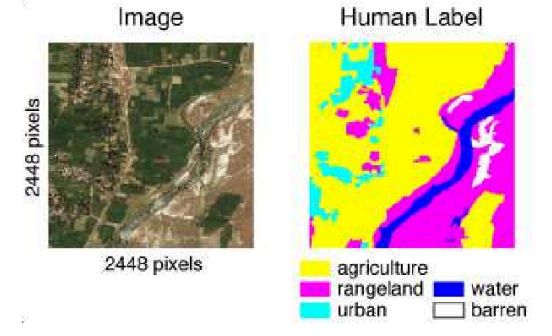 Image
Human Label
2448 pixels
2448 pixels
agriculture
rangeland
water
urban
barren